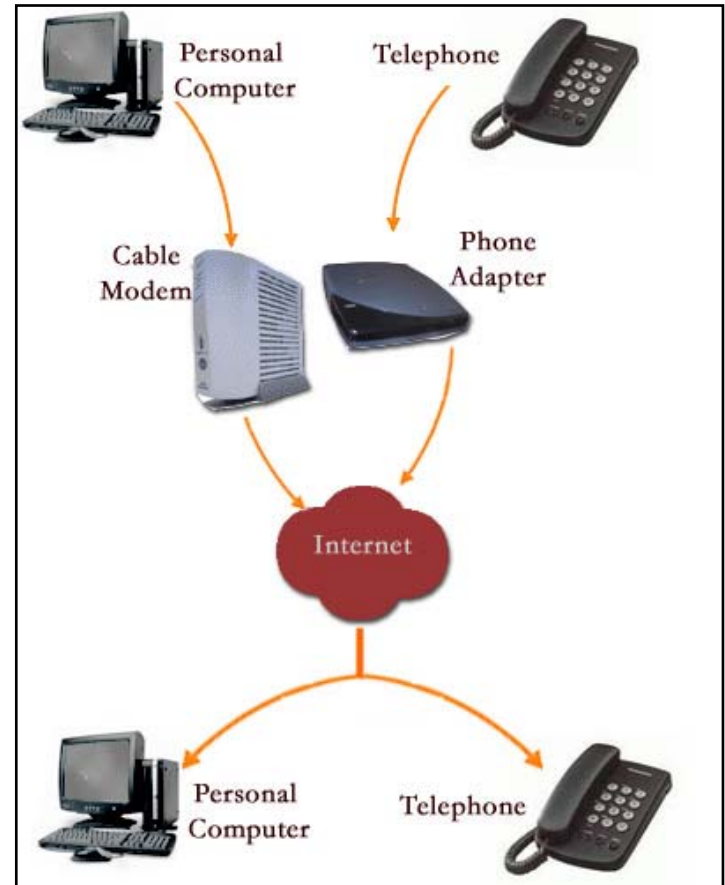 Personal
Computer
Telephone
Cable
Modem
Phone
Adapter
Internet
Personal
Computer
Telephone